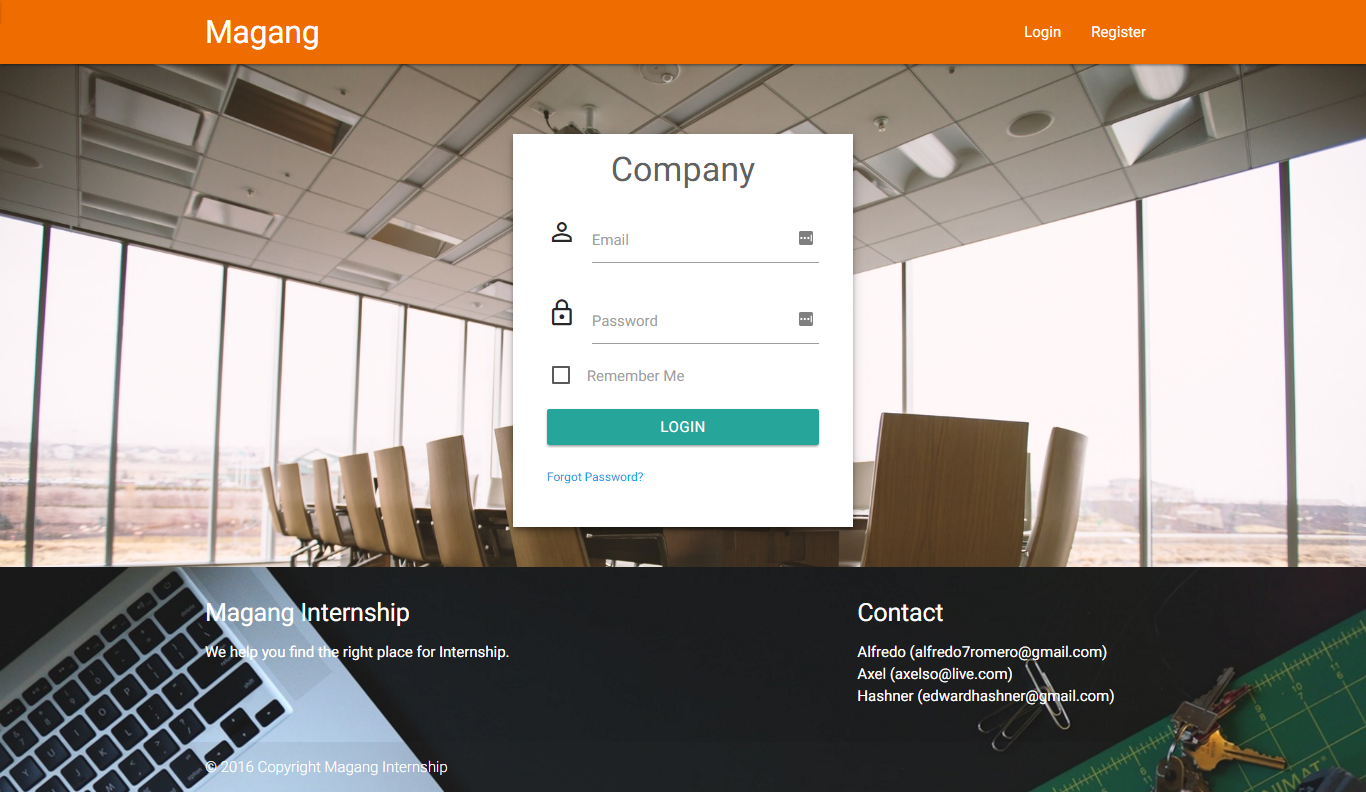 Magang
Login
Register
Company
Email
Password
Remember Me
LOGIN
Forgot Password?
Magang Internship
We help you find the right place for Internship.
Contact
Alfredo (alfredo7romero@gmail.com)
Axel (axelso@live.com)
Hashner (edwardhashner@gmail.com)
© 2016 Copyright Magang Internship